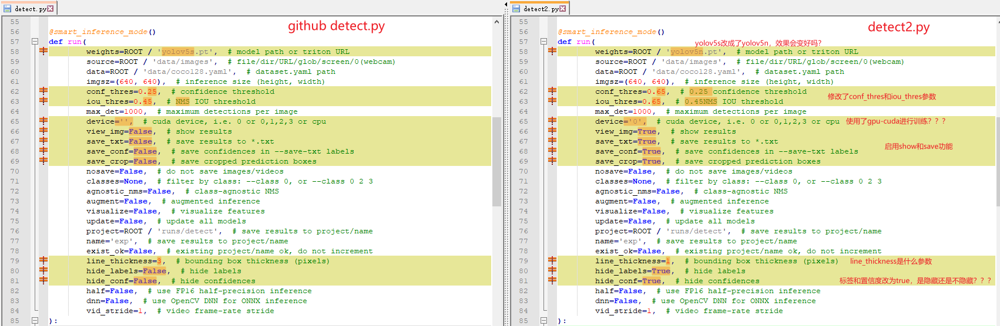 detect.py
github detect.py
55
56 @smart_inference_mode()
57 def run(
58 weights=ROOT / 'yolov5s.pt', # model path or triton URL
59 source=ROOT / 'data/images', # file/dir/URL/glob/screen/0(webcam)
60 data=ROOT / 'data/coco128.yaml', # dataset.yaml path
61 imgsz=(640, 640), # inference size (height, width)
62 conf_thres=0.25, # confidence threshold
63 iou_thres=0.45, # NMS IOU threshold
64 max_det=1000, # maximum detections per image
65 device='', # cuda device, i.e. 0 or 0,1,2,3 or cpu
66 view_img=False, # show results
67 save_txt=False, # save results to *.txt
68 save_conf=False, # save confidences in --save-txt labels
69 save_crop=False, # save cropped prediction boxes
70 nosave=False, # do not save images/videos
71 classes=None, # filter by class: --class 0, or --class 0 2 3
72 agnostic_nms=False, # class-agnostic NMS
73 augment=False, # augmented inference
74 visualize=False, # visualize features
75 update=False, # update all models
76 project=ROOT / 'runs/detect', # save results to project/name
77 name='exp', # save results to project/name
78 exist_ok=False, # existing project/name ok, do not increment
79 line_thickness=3, # bounding box thickness (pixels)
80 hide_labels=False, # hide labels
81 hide_conf=False, # hide confidences
82 half=False, # use FP16 half-precision inference
83 dnn=False, # use OpenCV DNN for ONNX inference
84 vid_stride=1, # video frame-rate stride
85 ):
detect2.py
detect2.py
55
56 @smart_inference_mode()
57 def run(
yolov5s改成了yolov5n，效果会变好吗?
58 weights=ROOT / 'yolov5n.pt', # model path or triton URL
59 source=ROOT / 'data/images', # file/dir/URL/glob/screen/0(webcam)
60 data=ROOT / 'data/coco128.yaml', # dataset.yaml path
61 imgsz=(640, 640), # inference size (height, width)
62 conf_thres=0.65, # 0.25 confidence threshold
修改了conf_thres和iou_thres参数
63 iou_thres=0.65, # 0.45NMS IOU threshold
64 max_det=1000, # maximum detections per image
65 device='0', # cuda device, i.e. 0 or 0,1,2,3 or cpu 使用了gpu-cuda进行训练? ? ?
66 view_img=True, # show results
67 save_txt=True, # save results to *.txt
启用show和save功能
68 save_conf=True, # save confidences in --save-txt labels
69 save_crop=True, # save cropped prediction boxes
70 nosave=False, # do not save images/videos
71 classes=None, # filter by class: --class 0, or --class 0 2 3
72 agnostic_nms=False, # class-agnostic NMS
73 augment=False, # augmented inference
74 visualize=False, # visualize features
75 update=False, # update all models
76 project=ROOT / 'runs/detect', # save results to project/name
77 name='exp', # save results to project/name
78 exist_ok=False, # existing project/name ok, do not increment
79 line_thickness=1, # bounding box thickness (pixels) line_thickness是什么参数
80 hide_labels=True, # hide labels
81 hide_conf=True, # hide confidences 标签和置信度改为true，是隐藏还是不隐藏? ? ?
82 half=False, # use FP16 half-precision inference
83 dnn=False, # use OpenCV DNN for ONNX inference
84 vid_stride=1, # video frame-rate stride
85 ):